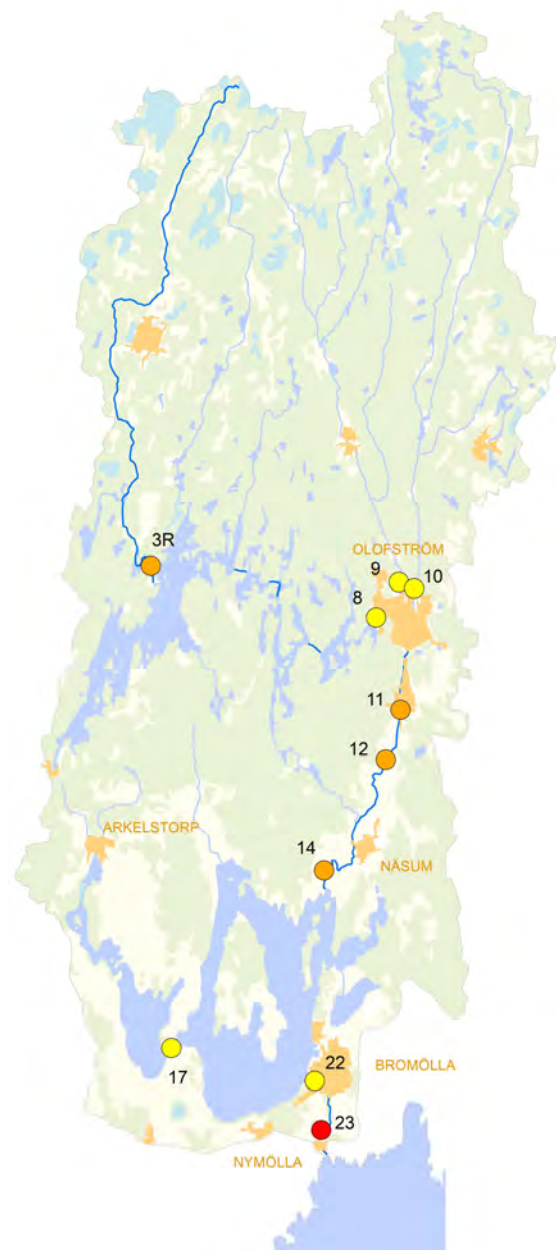 3R
OLOFSTRÖM
9
10
8
11
12
ARKELSTORP
14
NÄSUM
17
22
BROMÖLLA
23
NYMÖLLA